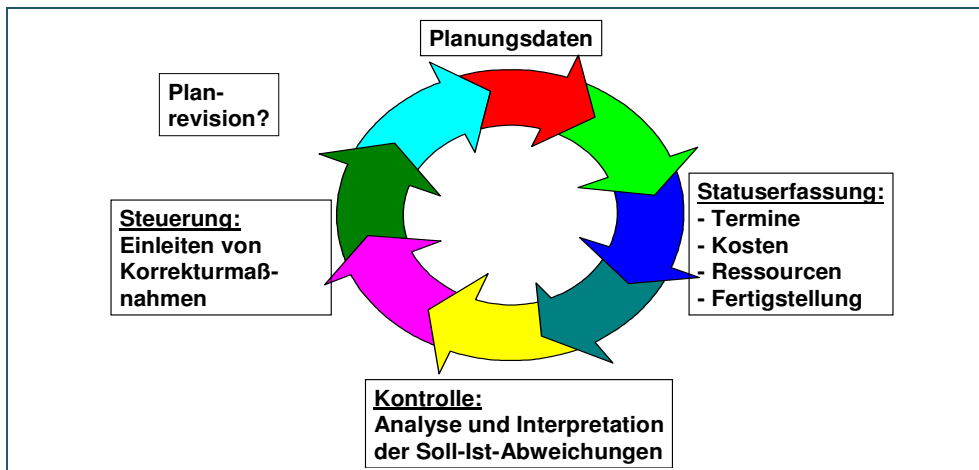 Planungsdaten
Plan-
revision?
Statuserfassung:
- Termine
- Kosten
- Ressourcen
- Fertigstellung
Steuerung:
Einleiten von
Korrekturmaß-
nahmen
Kontrolle:
Analyse und Interpretation
der Soll-Ist-Abweichungen